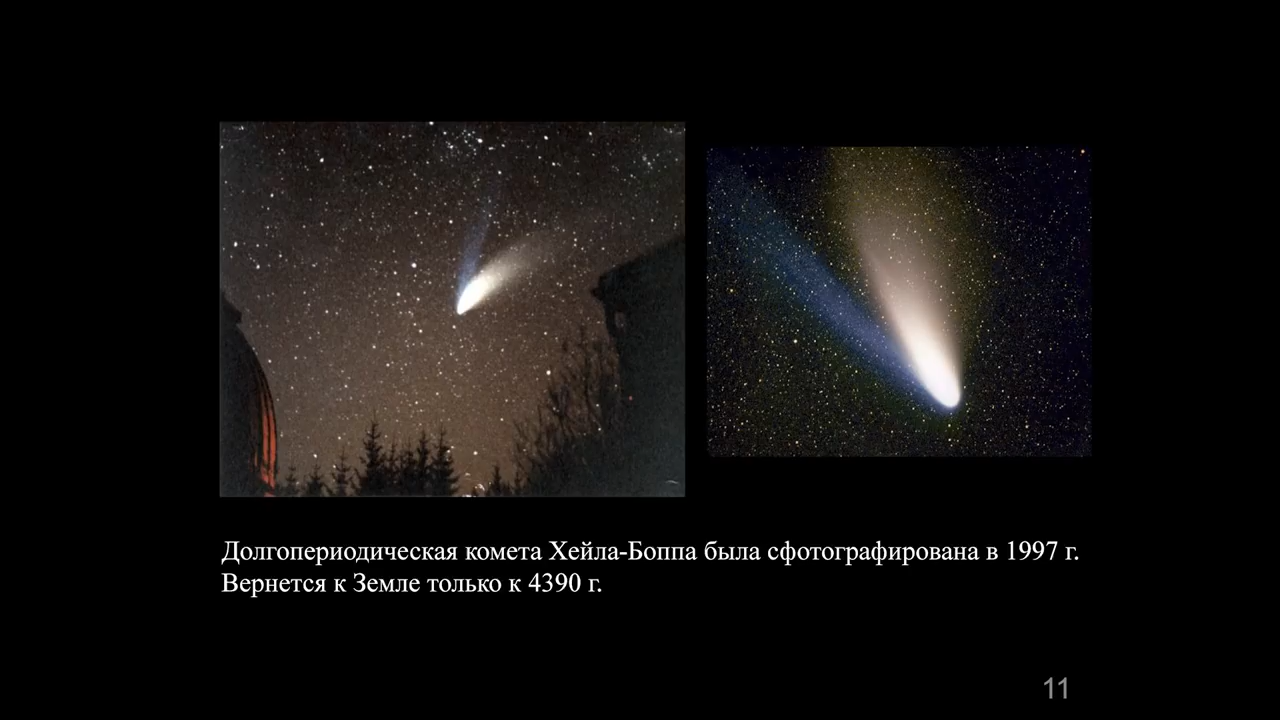 Долгопериодическая комета Хейла-Боппа была сфотографирована в 1997 г.
Вернется к Земле только к 4390 г.
11